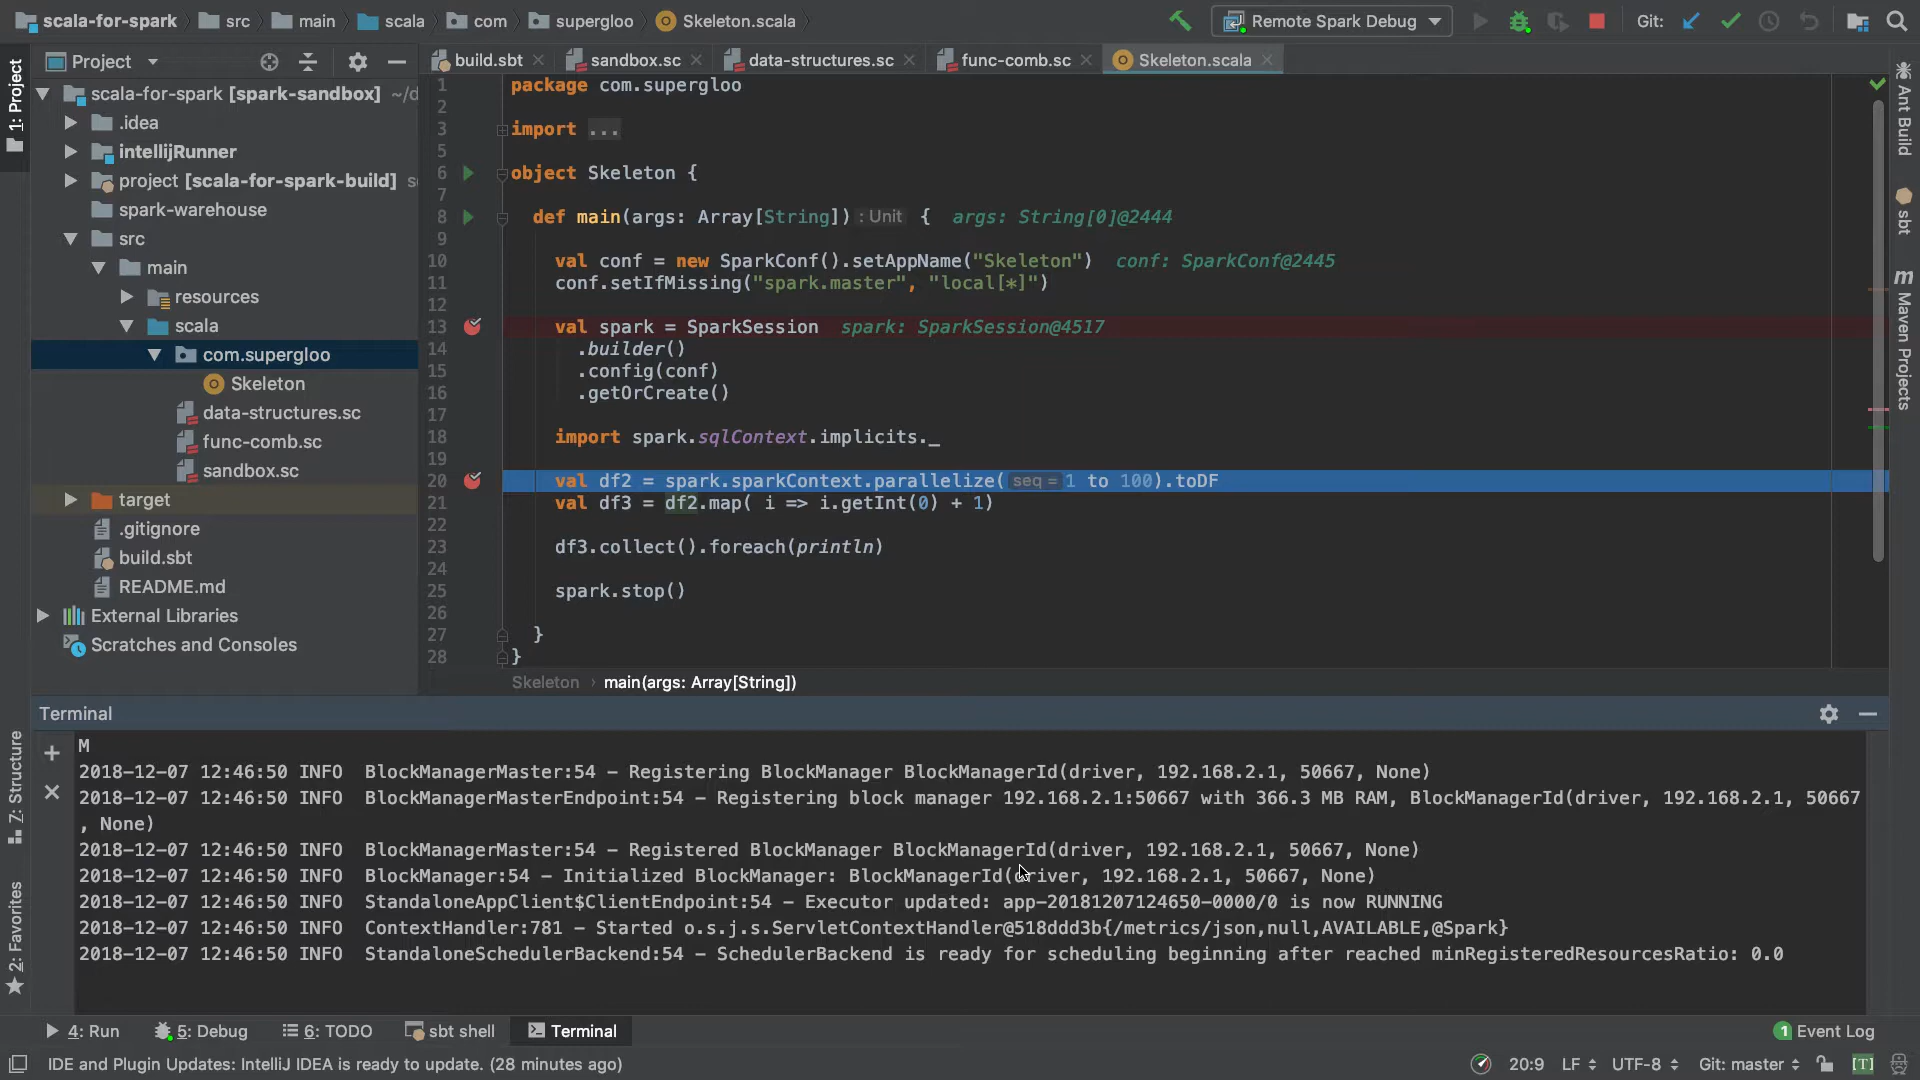 scala-for-spark src main scala com supergloo Skeleton.scala Remote Spark Debug Git:
Project
build.sbt sandbox.sc data-structures.sc func-comb.sc Skeleton.scala
1: Project
scala-for-spark [spark-sandbox] ~/d
.idea
intellijRunner
project [scala-for-spark-build] s
spark-warehouse
src
main
resources
scala
com.supergloo
Skeleton
data-structures.sc
func-comb.sc
sandbox.sc
target
.gitignore
build.sbt
README.md
External Libraries
Scratches and Consoles
1 package com.supergloo
2
3 import ...
5
6 object Skeleton {
7
8 def main(args: Array[String]) : Unit { args: String[0]@2444
9
10 val conf = new SparkConf().setAppName("Skeleton") conf: SparkConf@2445
11 conf.setIfMissing("spark.master", "local[*]")
12
13 val spark = SparkSession spark: SparkSession@4517
14 .builder()
15 .config(conf)
16 .getOrCreate()
17
18 import spark.sqlContext.implicits._
19
20 val df2 = spark.sparkContext.parallelize( seq = 1 to 100).toDF
21 val df3 = df2.map( i => i.getInt(0) + 1)
22
23 df3.collect().foreach(println)
24
25 spark.stop()
26
27 }
28 }
Skeleton › main(args: Array[String])
Ant Build
sbt
m Maven Projects
Terminal
M
2018-12-07 12:46:50 INFO BlockManagerMaster:54 - Registering BlockManager BlockManagerId(driver, 192.168.2.1, 50667, None)
2018-12-07 12:46:50 INFO BlockManagerMasterEndpoint:54 - Registering block manager 192.168.2.1:50667 with 366.3 MB RAM, BlockManagerId(driver, 192.168.2.1, 50667
, None)
2018-12-07 12:46:50 INFO BlockManagerMaster:54 - Registered BlockManager BlockManagerId(driver, 192.168.2.1, 50667, None)
2018-12-07 12:46:50 INFO BlockManager:54 - Initialized BlockManager: BlockManagerId(driver, 192.168.2.1, 50667, None)
2018-12-07 12:46:50 INFO StandaloneAppClient$ClientEndpoint:54 - Executor updated: app-20181207124650-0000/0 is now RUNNING
2018-12-07 12:46:50 INFO ContextHandler:781 - Started o.s.j.s.ServletContextHandler@518ddd3b{/metrics/json,null,AVAILABLE,@Spark}
2018-12-07 12:46:50 INFO StandaloneSchedulerBackend:54 - SchedulerBackend is ready for scheduling beginning after reached minRegisteredResourcesRatio: 0.0
7: Structure
2: Favorites
4: Run 5: Debug 6: TODO sbt shell Terminal 1 Event Log
IDE and Plugin Updates: IntelliJ IDEA is ready to update. (28 minutes ago) 20:9 LF UTF-8 Git: master [T]